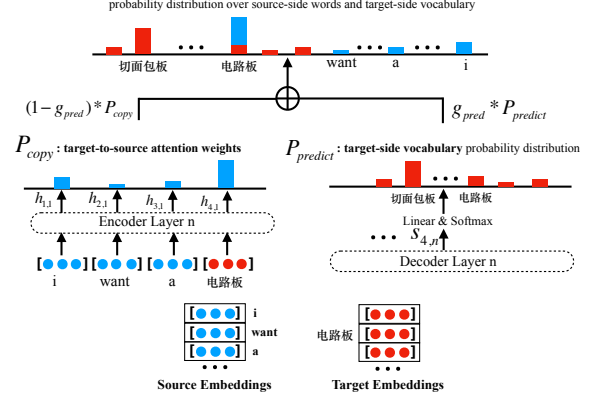 probability distribution over source-side words and target-side vocabulary
切面包板 电路板 want a i
(1− g_pred) * P_copy g_pred * P_predict
P_copy : target-to-source attention weights
P_predict : target-side vocabulary probability distribution
切面包板 电路板
h_1,1 h_2,1 h_3,1 h_4,1
Linear & Softmax
Encoder Layer n
S_4,n
Decoder Layer n
[ ] [ ] [ ] [ ]
i want a 电路板
[ ] i
[ ] want
[ ] a
[ ]
电路板 [ ]
[ ]
Source Embeddings
Target Embeddings